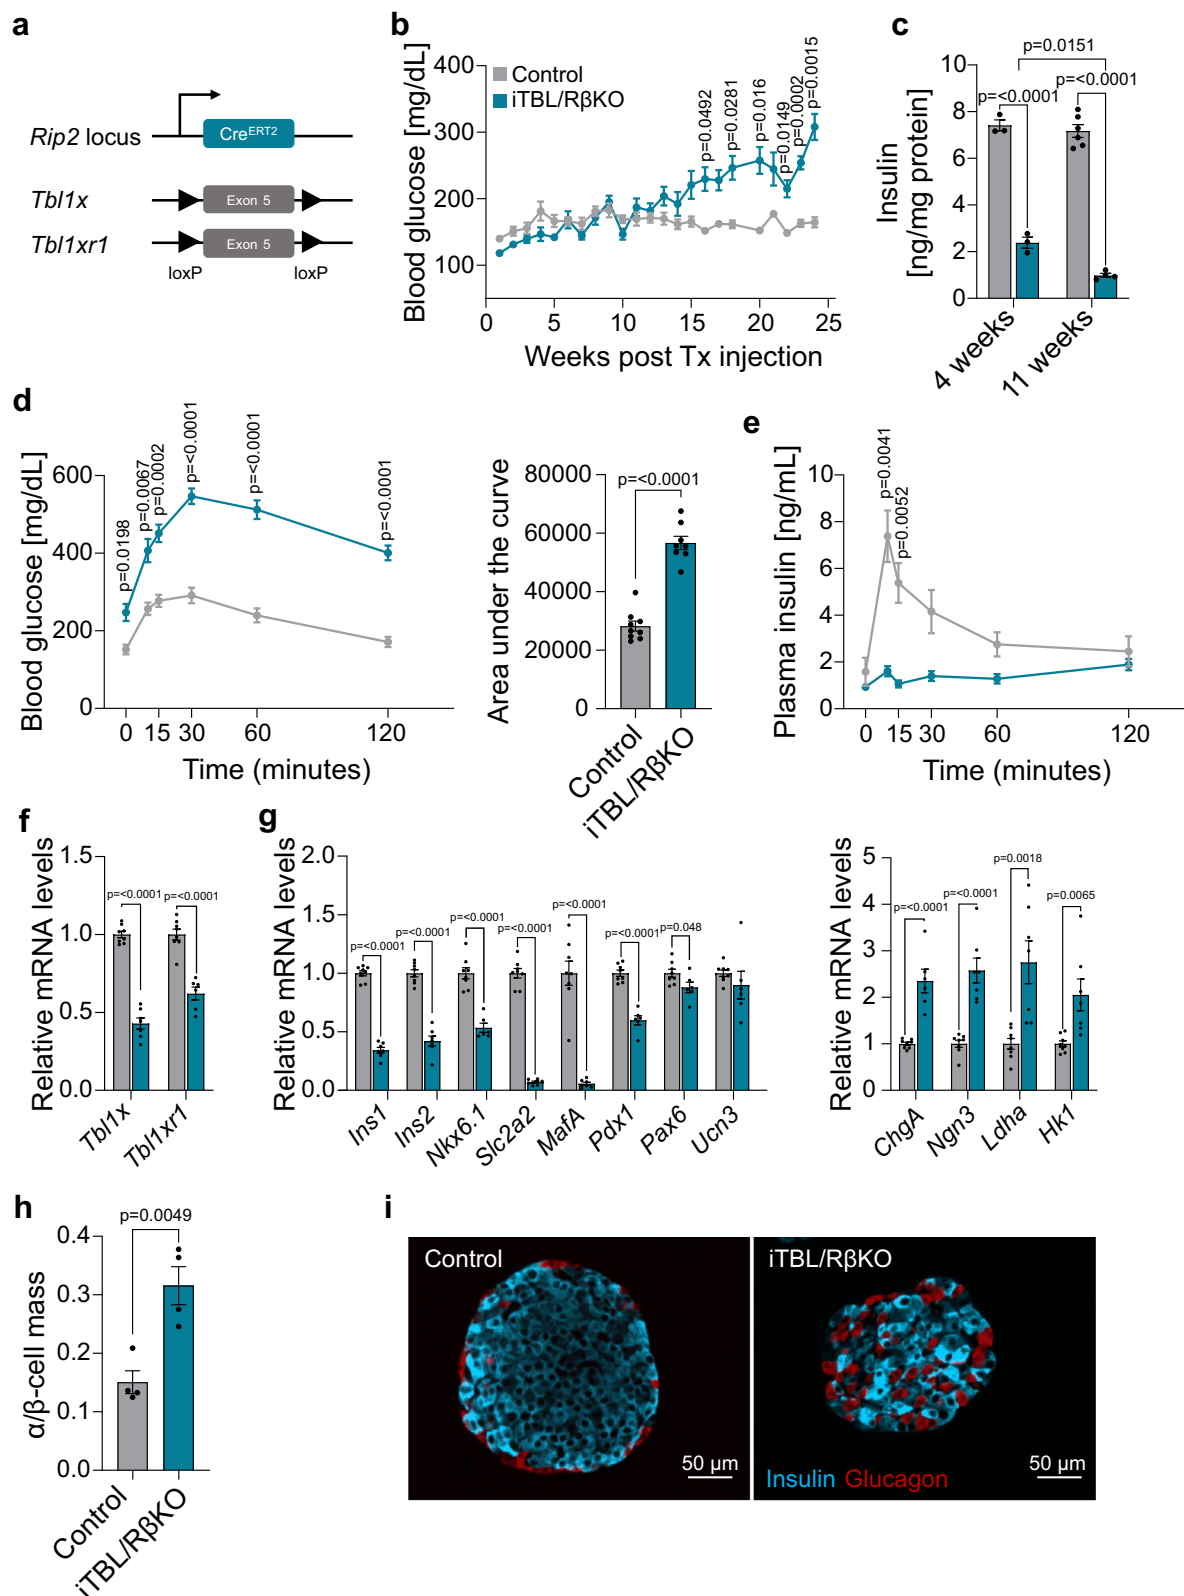 a
Rip2 locus
CreERT2
Tbl1x
Exon 5
Tbl1xr1
Exon 5
loxP
loxP
b
Control
iTBL/RβKO
Blood glucose [mg/dL]
400
300
200
100
p=0.0492
p=0.0281
p=0.016
p=0.0149
p=0.0002
p=0.0015
0 5 10 15 20 25
Weeks post Tx injection
c
p=0.0151
p=<0.0001
p=<0.0001
Insulin
[ng/mg protein]
10
8
6
4
2
0
4 weeks
11 weeks
d
Blood glucose [mg/dL]
600
400
200
0
p=0.0198
p=0.0067
p=0.0002
p=<0.0001
p=<0.0001
p=<0.0001
0 15 30 60 120
Time (minutes)
Area under the curve
80000
60000
40000
20000
0
p=<0.0001
Control
iTBL/RβKO
e
Plasma insulin [ng/mL]
10
8
6
4
2
0
p=0.0041
p=0.0052
0 15 30 60 120
Time (minutes)
f
Relative mRNA levels
1.5
1.0
0.5
0.0
p=<0.0001
p=<0.0001
Tbl1x
Tbl1xr1
g
Relative mRNA levels
2.0
1.5
1.0
0.5
0.0
p=<0.0001
p=<0.0001
p=<0.0001
p=<0.0001
p=<0.0001
p=<0.0001
p=0.048
Ins1
Ins2
Nkx6.1
Slc2a2
MafA
Pdx1
Pax6
Ucn3
Relative mRNA levels
5
4
3
2
1
0
p=<0.0001
p=<0.0001
p=0.0018
p=0.0065
ChgA
Ngn3
Ldha
Hk1
h
α/β-cell mass
0.4
0.3
0.2
0.1
0.0
p=0.0049
Control
iTBL/RβKO
i
Control
50 µm
iTBL/RβKO
Insulin Glucagon
50 µm